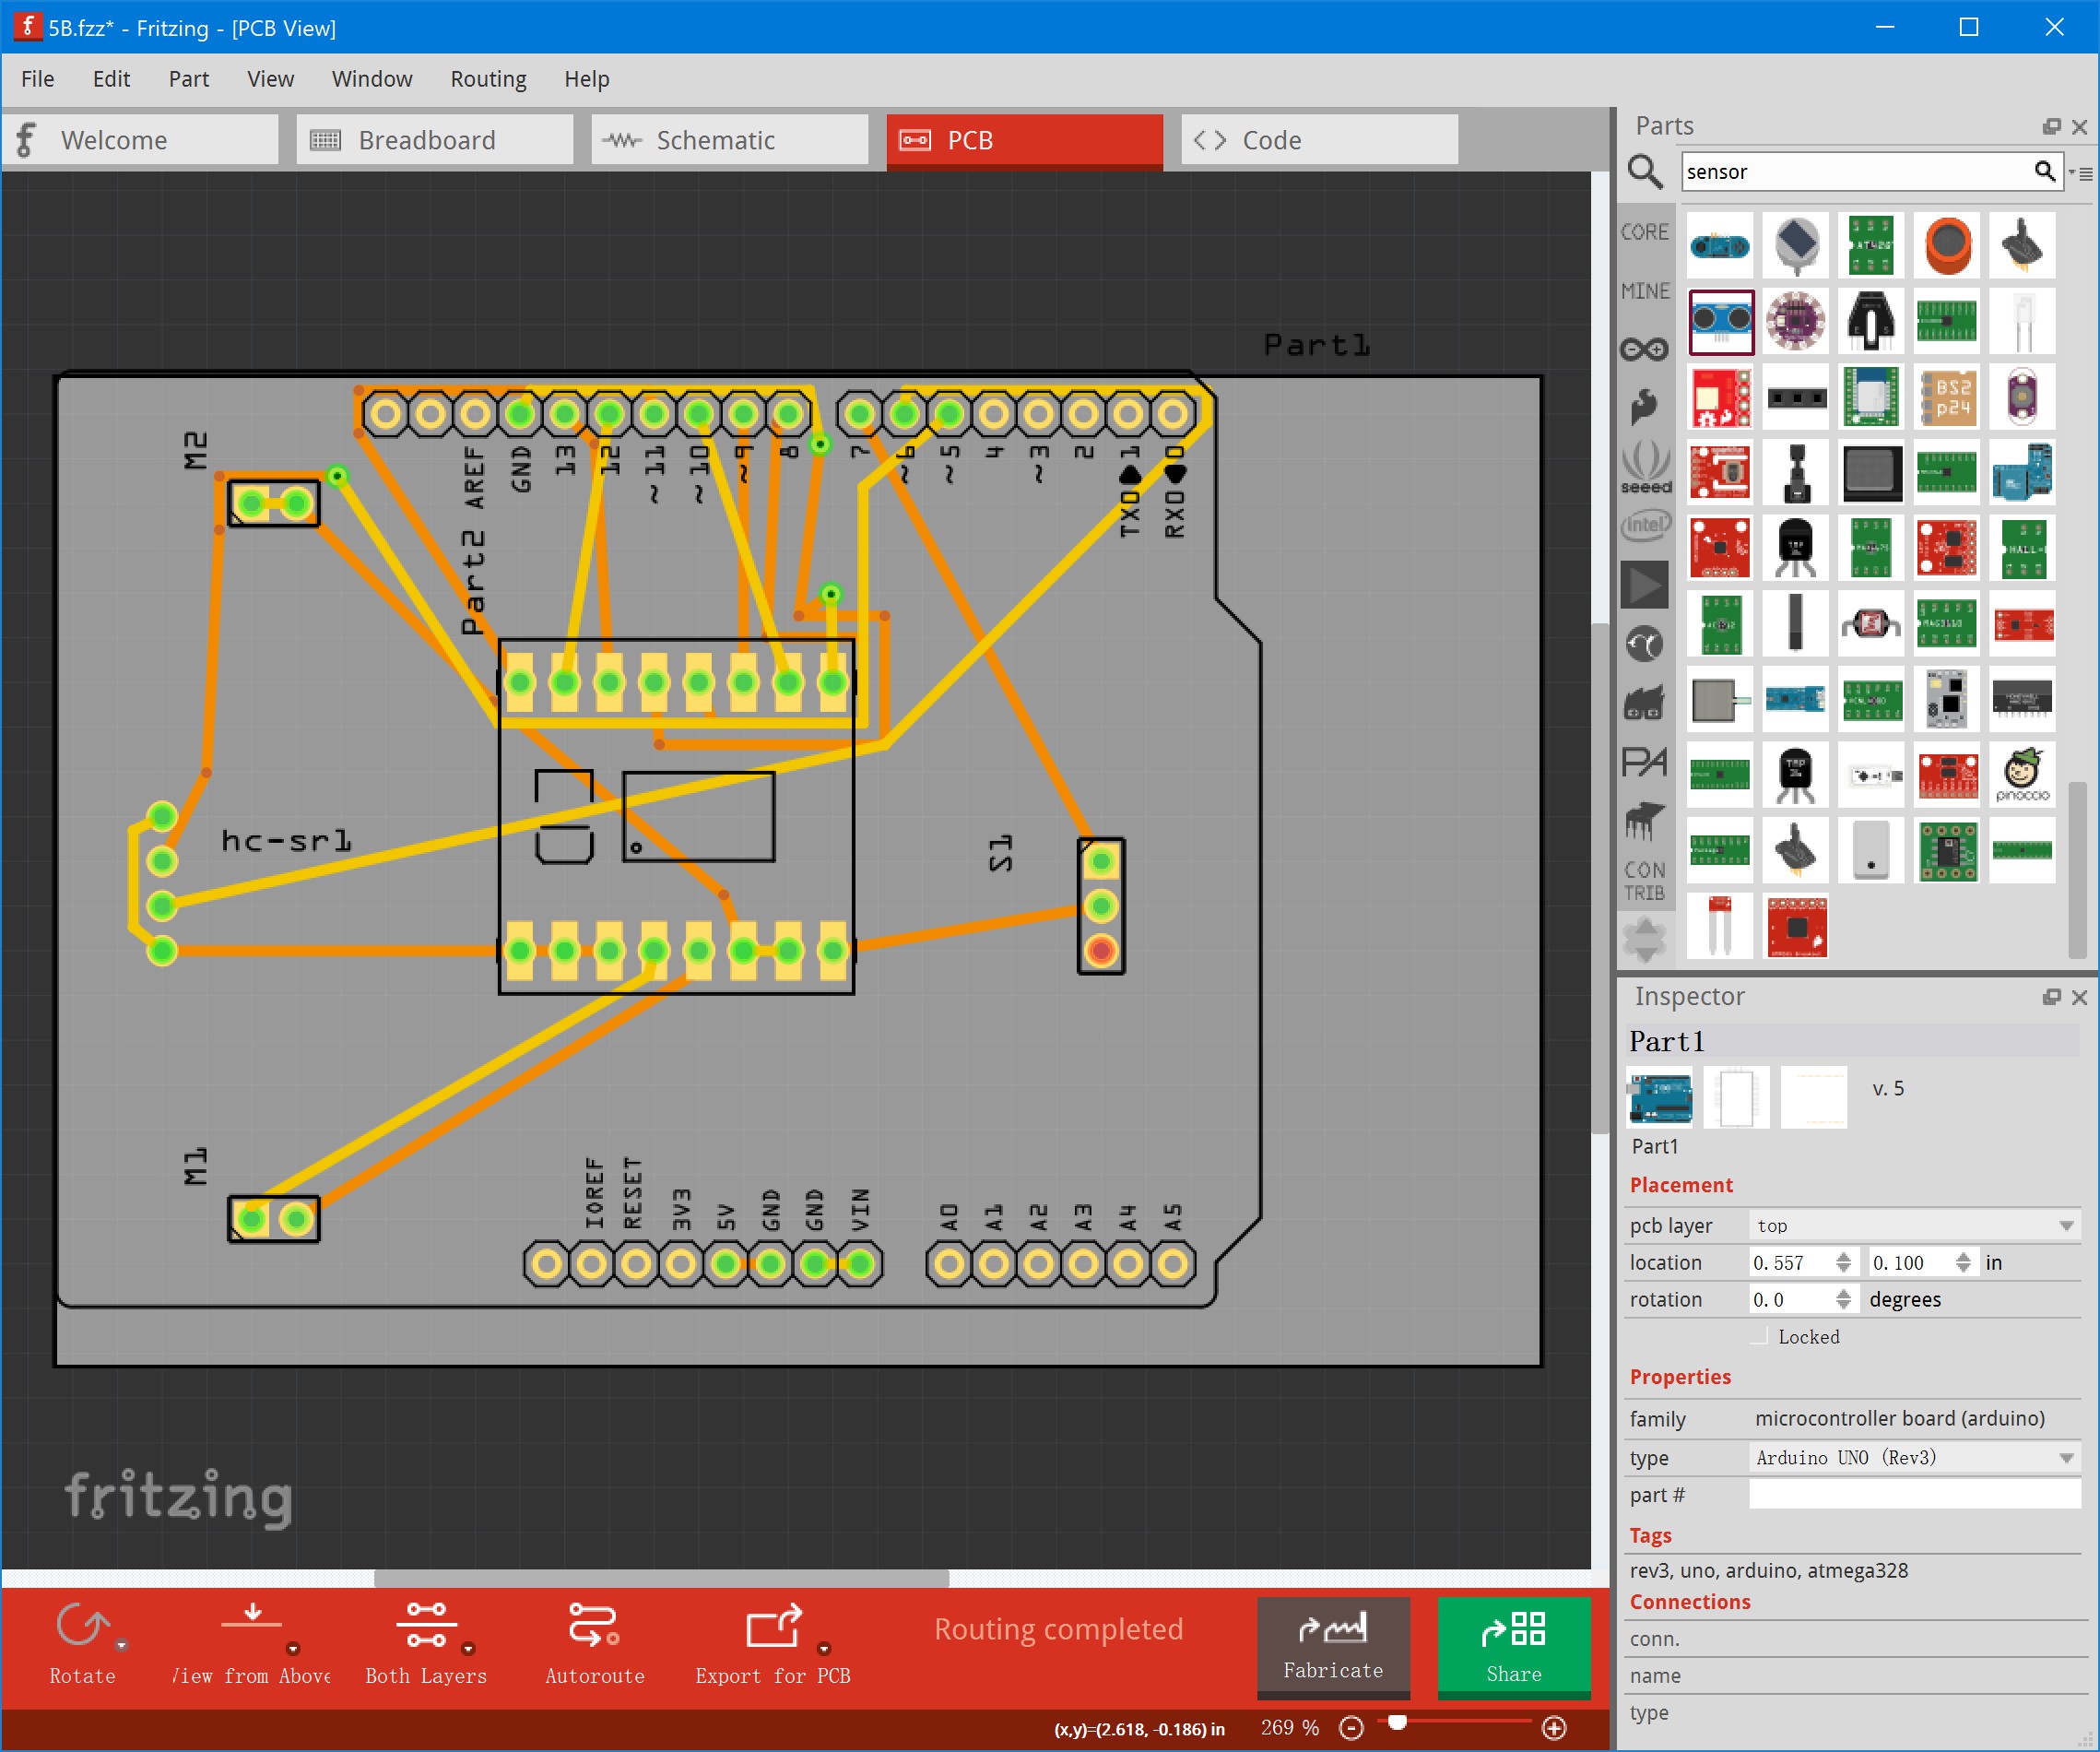 5B.fzz* - Fritzing - [PCB View]
File Edit Part View Window Routing Help
Welcome Breadboard Schematic PCB Code
Parts
sensor
CORE
MINE
seeed
intel
PA
CON
TRIB
BS2
p24
pinoccio
Part1
M2
AREF
GND
13
12
~11
~10
~9
8
7
~6
~5
4
~3
2
TX0 1
RX0 0
Part2
hc-sr1
S1
M1
IOREF
RESET
3V3
5V
GND
GND
VIN
A0
A1
A2
A3
A4
A5
fritzing
Inspector
Part1
v. 5
Part1
Placement
pcb layer top
location 0.557 0.100 in
rotation 0.0 degrees
Locked
Properties
family microcontroller board (arduino)
type Arduino UNO (Rev3)
part #
Tags
rev3, uno, arduino, atmega328
Connections
conn.
name
type
Rotate
View from Above
Both Layers
Autoroute
Export for PCB
Routing completed
Fabricate
Share
(x,y)=(2.618, -0.186) in 269 %